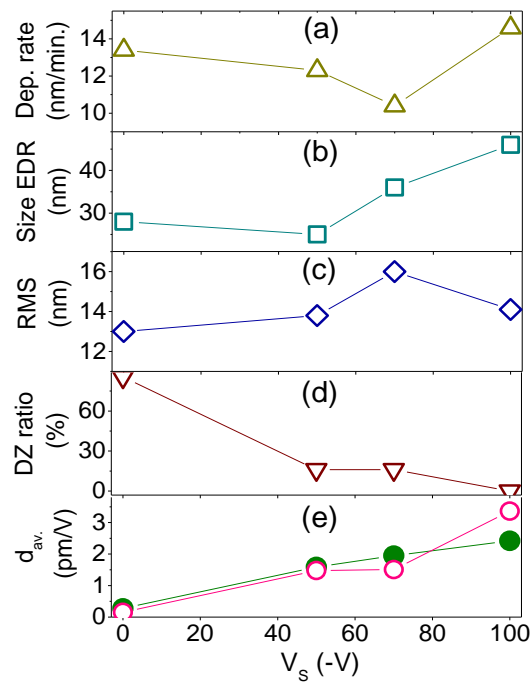 (a)
Dep. rate
(nm/min.)
14
12
10
(b)
Size EDR
(nm)
40
30
(c)
RMS
(nm)
16
14
12
(d)
DZ ratio
(%)
60
30
0
(e)
d av.
(pm/V)
3
2
1
0
0 20 40 60 80 100
V S (-V)